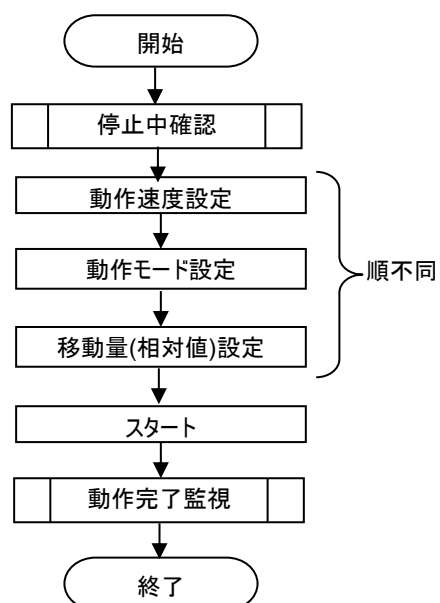 開始
停止中確認
動作速度設定
動作モード設定
移動量(相対値)設定
順不同
スタート
動作完了監視
終了